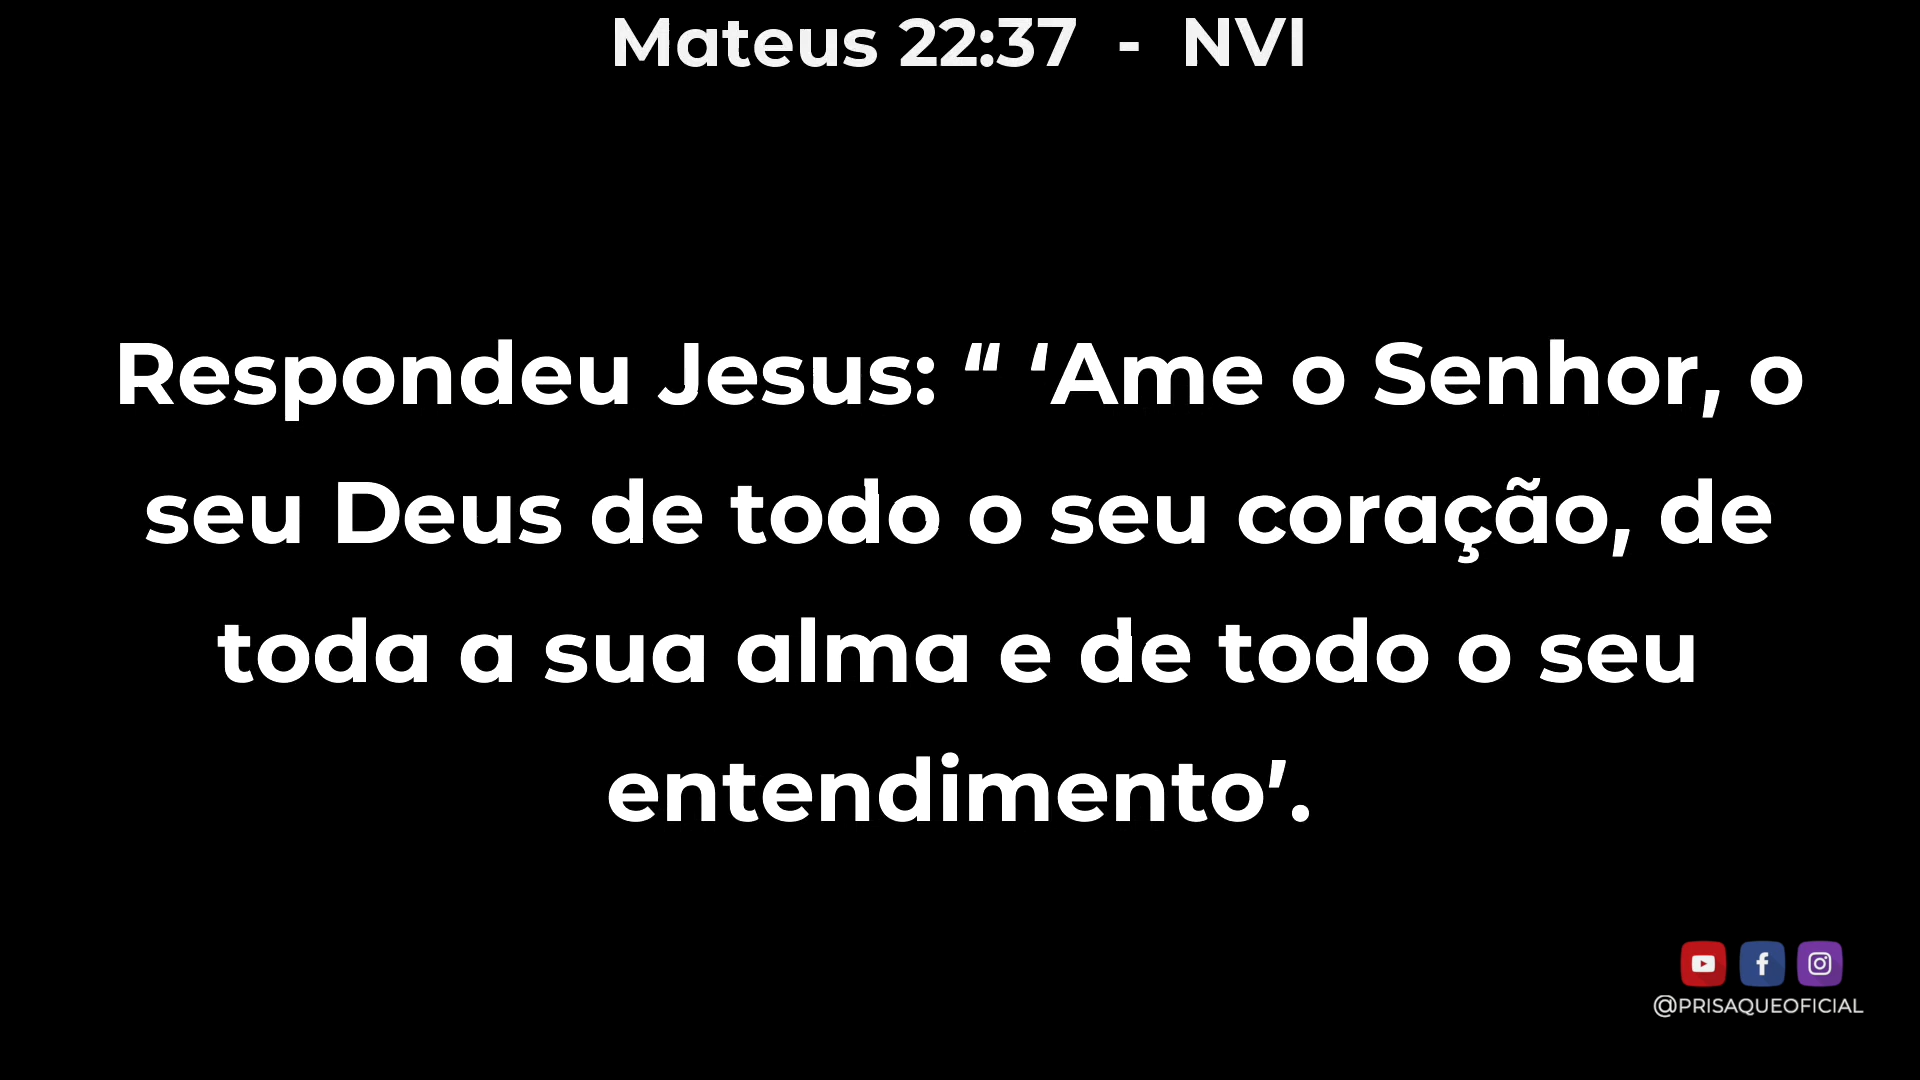 Mateus 22:37 - NVI
Respondeu Jesus: “ ‘Ame o Senhor, o
seu Deus de todo o seu coração, de
toda a sua alma e de todo o seu
entendimento’.
@PRISAQUEOFICIAL